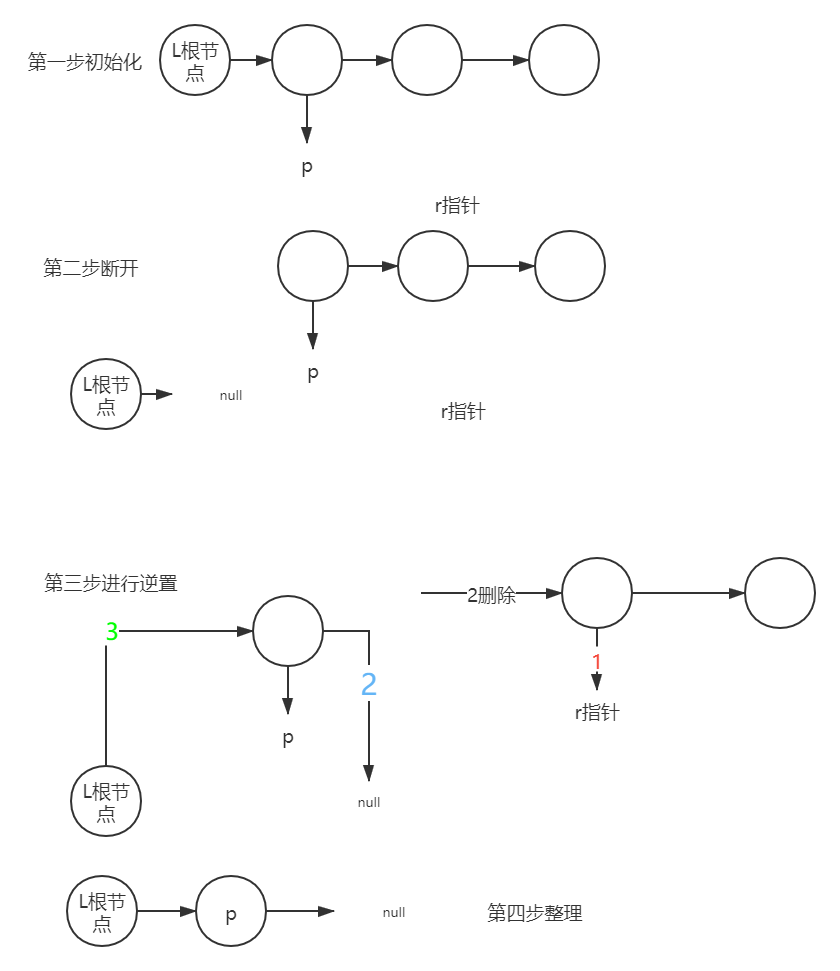 L根节
点
第一步初始化
p
r指针
第二步断开
p
L根节
点
null
r指针
第三步进行逆置
2删除
3
1
2
r指针
p
L根节
点
null
L根节
点
p
null
第四步整理